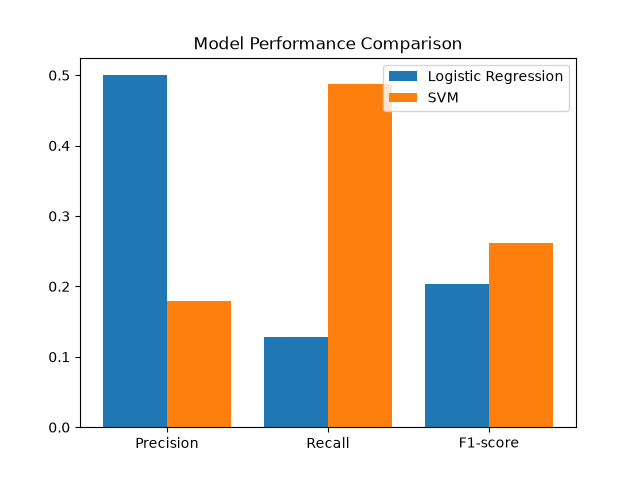 Model Performance Comparison
Logistic Regression
SVM
0.5
0.4
0.3
0.2
0.1
0.0
Precision Recall F1-score